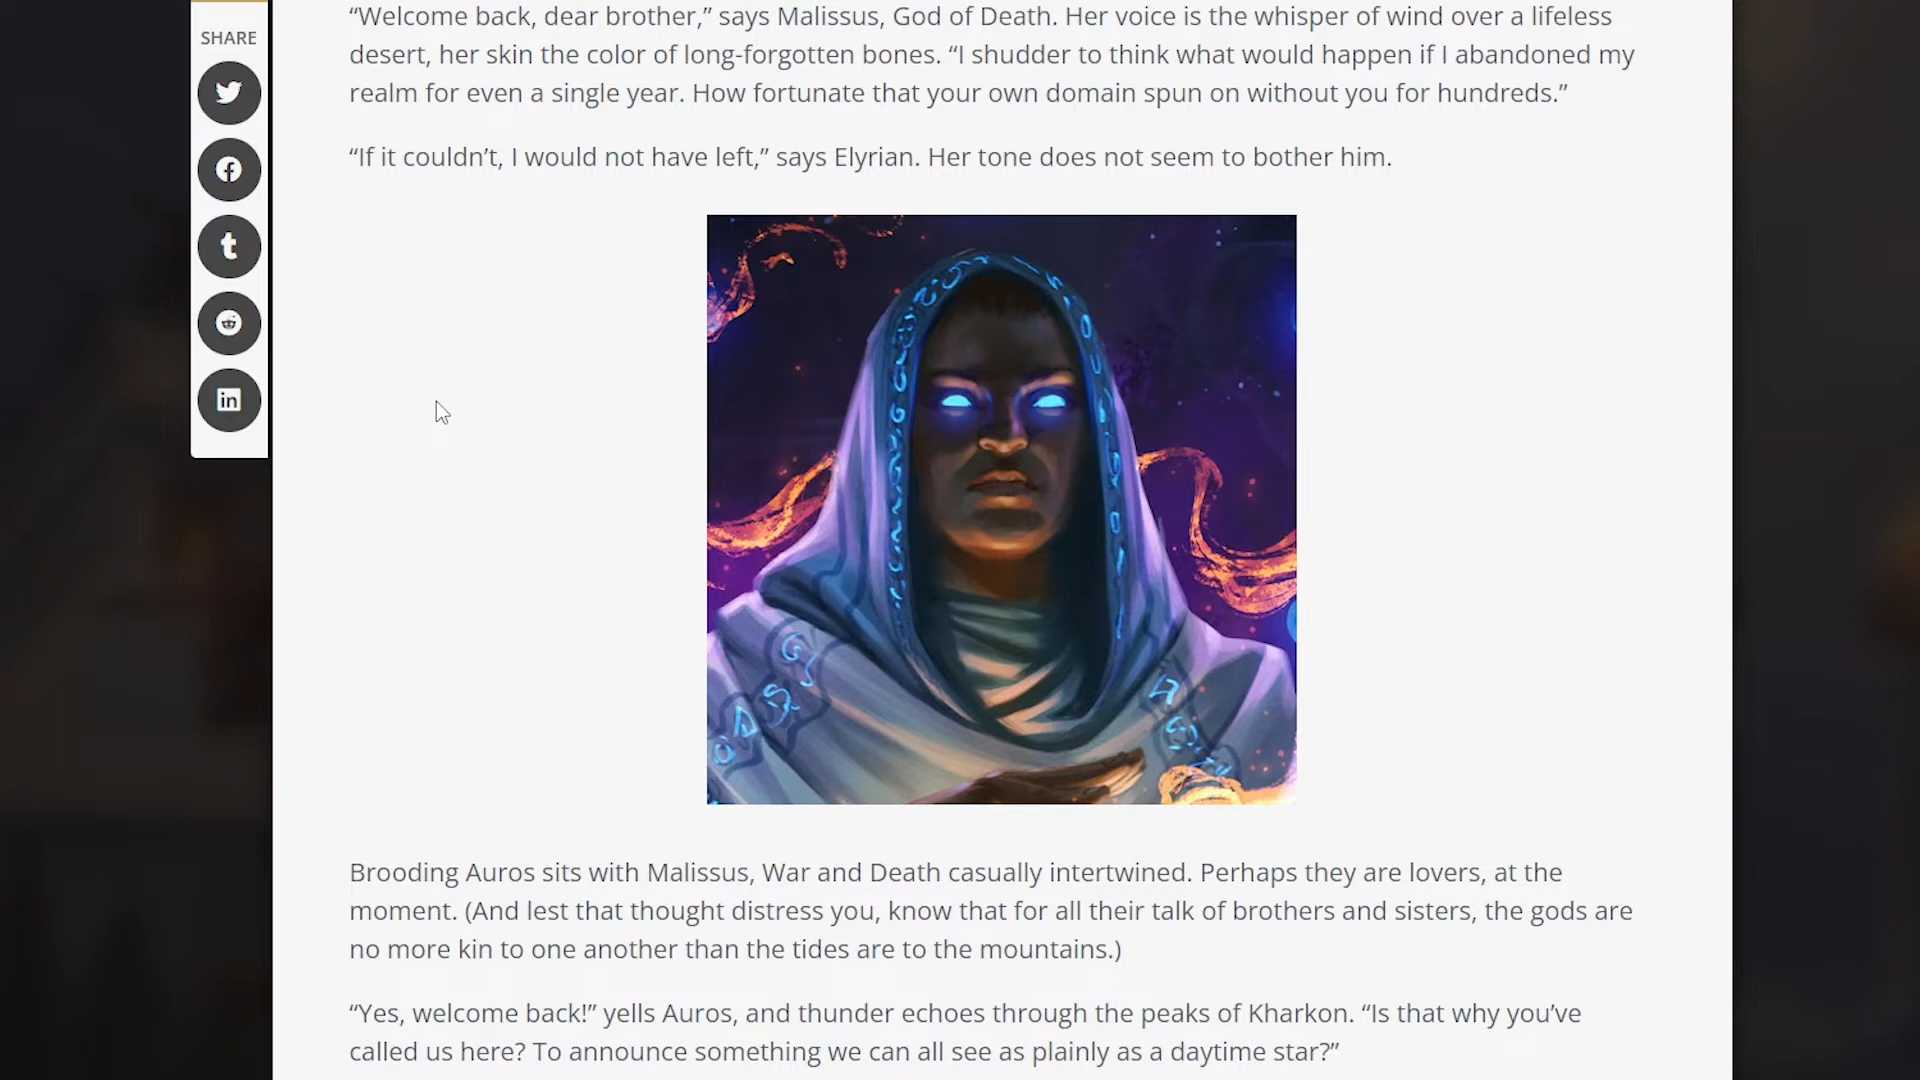 SHARE
“Welcome back, dear brother,” says Malissus, God of Death. Her voice is the whisper of wind over a lifeless
desert, her skin the color of long-forgotten bones. “I shudder to think what would happen if I abandoned my
realm for even a single year. How fortunate that your own domain spun on without you for hundreds.”
“If it couldn’t, I would not have left,” says Elyrian. Her tone does not seem to bother him.
Brooding Auros sits with Malissus, War and Death casually intertwined. Perhaps they are lovers, at the
moment. (And lest that thought distress you, know that for all their talk of brothers and sisters, the gods are
no more kin to one another than the tides are to the mountains.)
“Yes, welcome back!” yells Auros, and thunder echoes through the peaks of Kharkon. “Is that why you’ve
called us here? To announce something we can all see as plainly as a daytime star?”